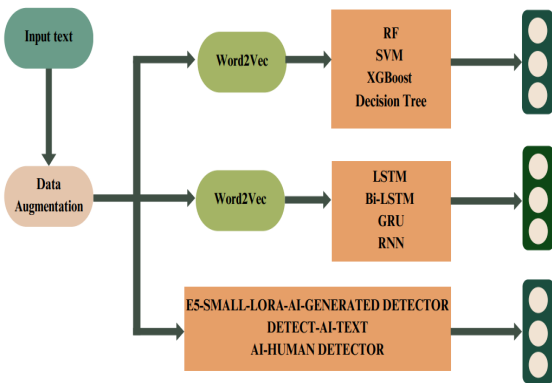 Input text
Data
Augmentation
Word2Vec
RF
SVM
XGBoost
Decision Tree
Word2Vec
LSTM
Bi-LSTM
GRU
RNN
E5-SMALL-LORA-AI-GENERATED DETECTOR
DETECT-AI-TEXT
AI-HUMAN DETECTOR